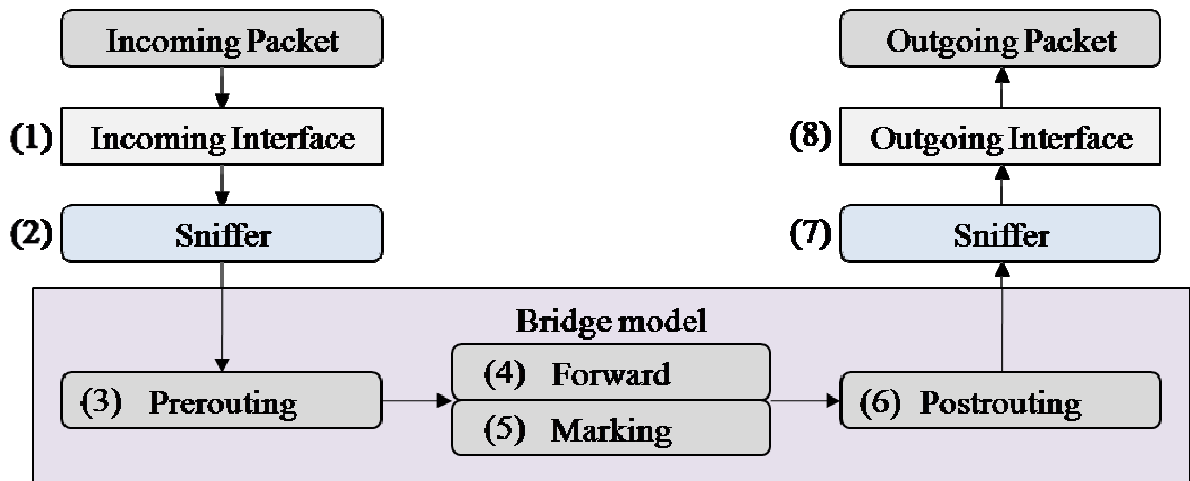 Incoming Packet
Outgoing Packet
(1) Incoming Interface
(8) Outgoing Interface
(2) Sniffer
(7) Sniffer
Bridge model
(3) Prerouting
(4) Forward
(5) Marking
(6) Postrouting